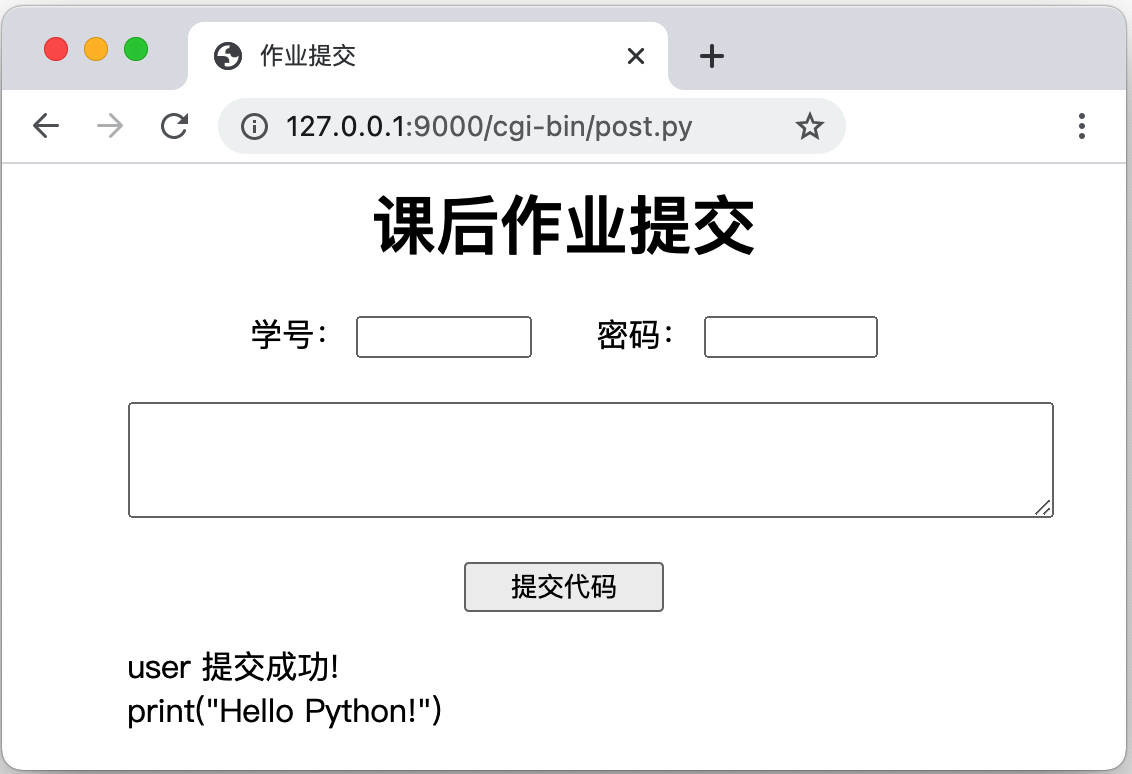 作业提交
127.0.0.1:9000/cgi-bin/post.py
课后作业提交
学号： 密码：
提交代码
user 提交成功!
print("Hello Python!")